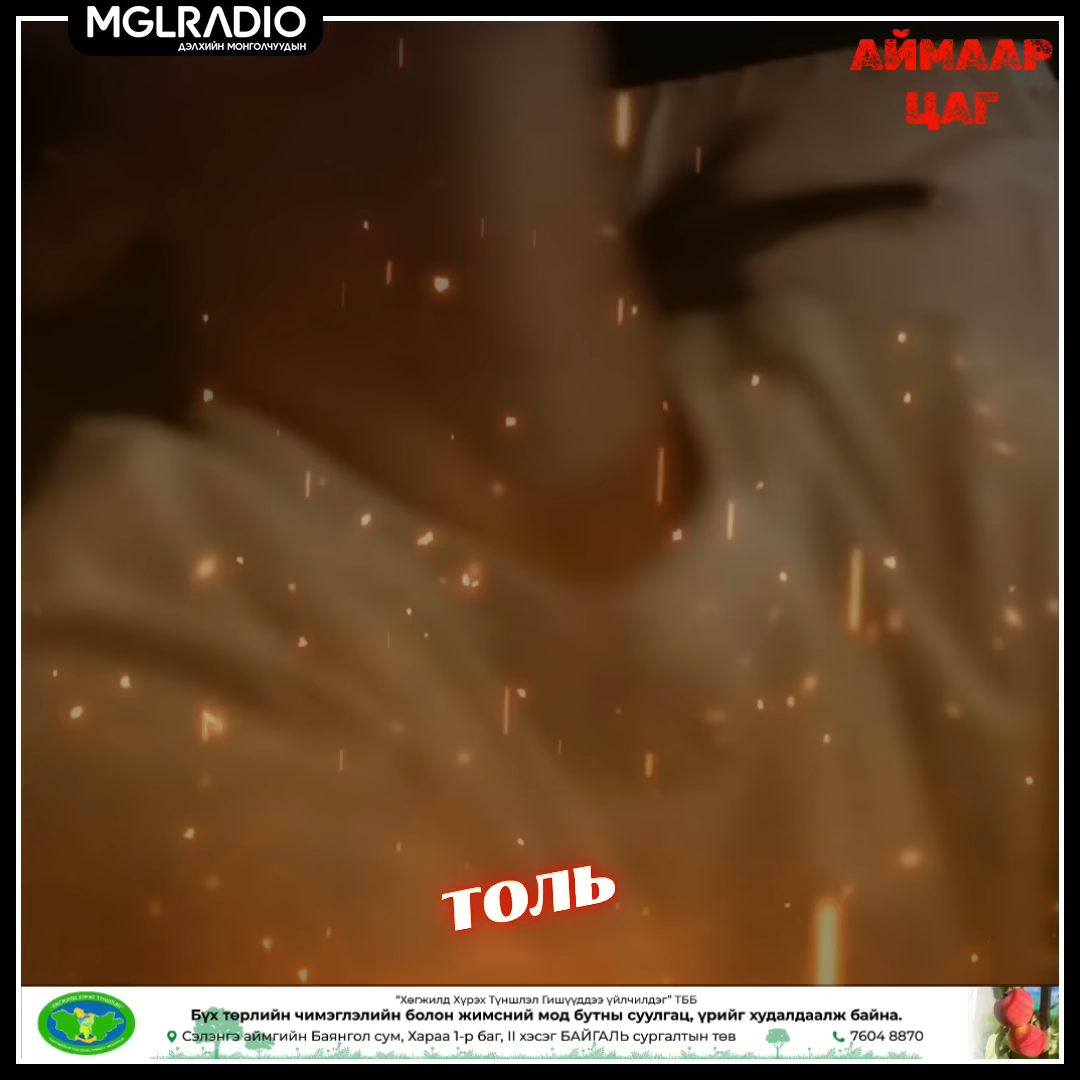 MGLRADIO
ДЭЛХИЙН МОНГОЛЧУУДЫН
АЙМААР
ЦАГ
ТОЛЬ
"Хөгжилд Хүрэх Түншлэл Гишүүддээ үйлчилдэг" ТББ
Бүх төрлийн чимэглэлийн болон жимсний мод бутны суулгац, үрийг худалдаалж байна.
Сэлэнгэ аймгийн Баянгол сум, Хараа 1-р баг, II хэсэг БАЙГАЛЬ сургалтын төв
7604 8870